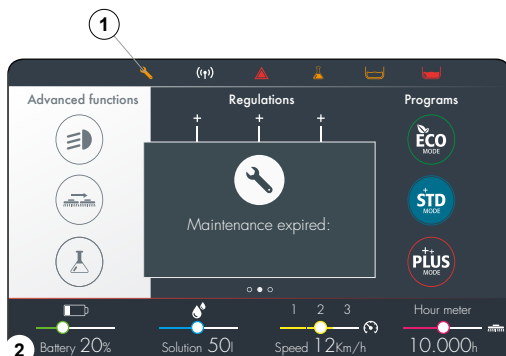 1
Advanced functions
Regulations
Programs
+ + +
ECO
MODE
Maintenance expired:
+
STD
MODE
++
PLUS
MODE
1 2 3
Hour meter
2
Battery 20%
Solution 50l
Speed 12Km/h
10.000h